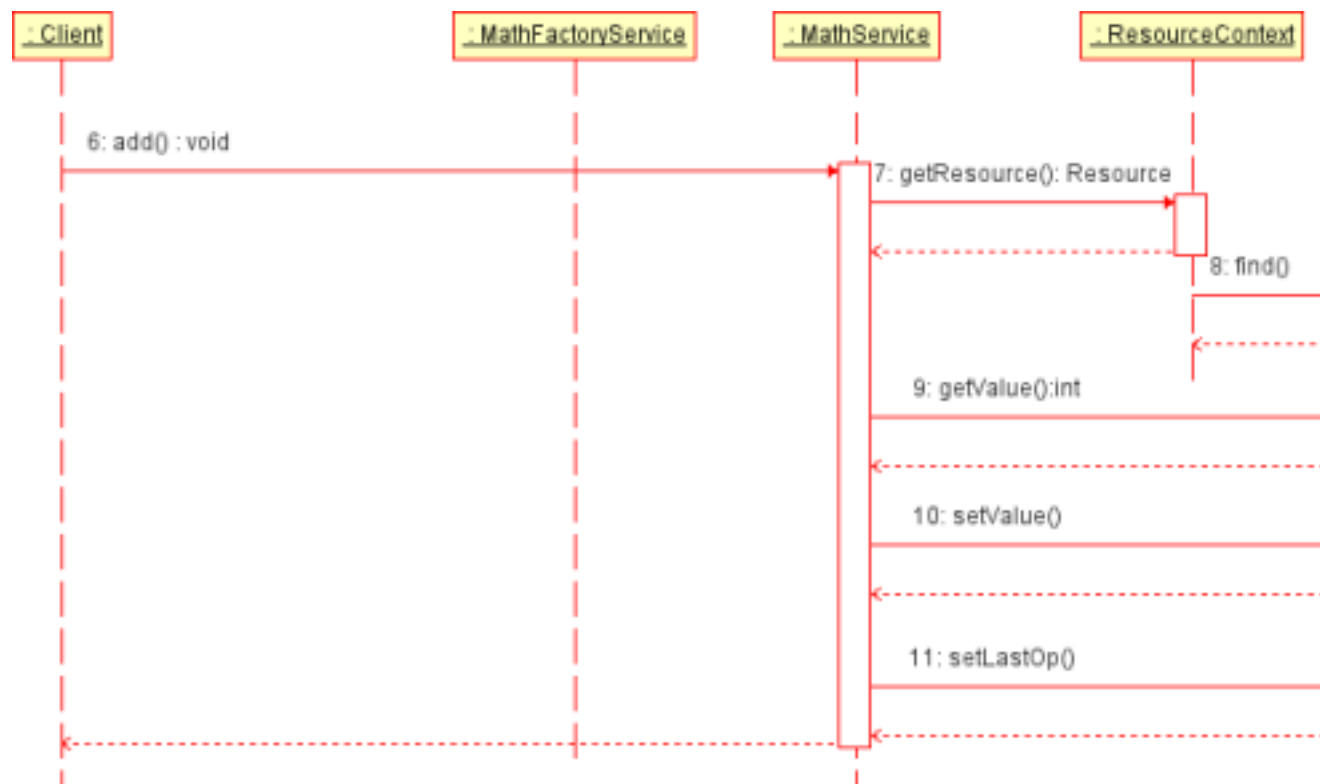 : Client
: MathFactoryService
: MathService
: ResourceContext
6: add() : void
7: getResource(): Resource
8: find()
9: getValue():int
10: setValue()
11: setLastOp()